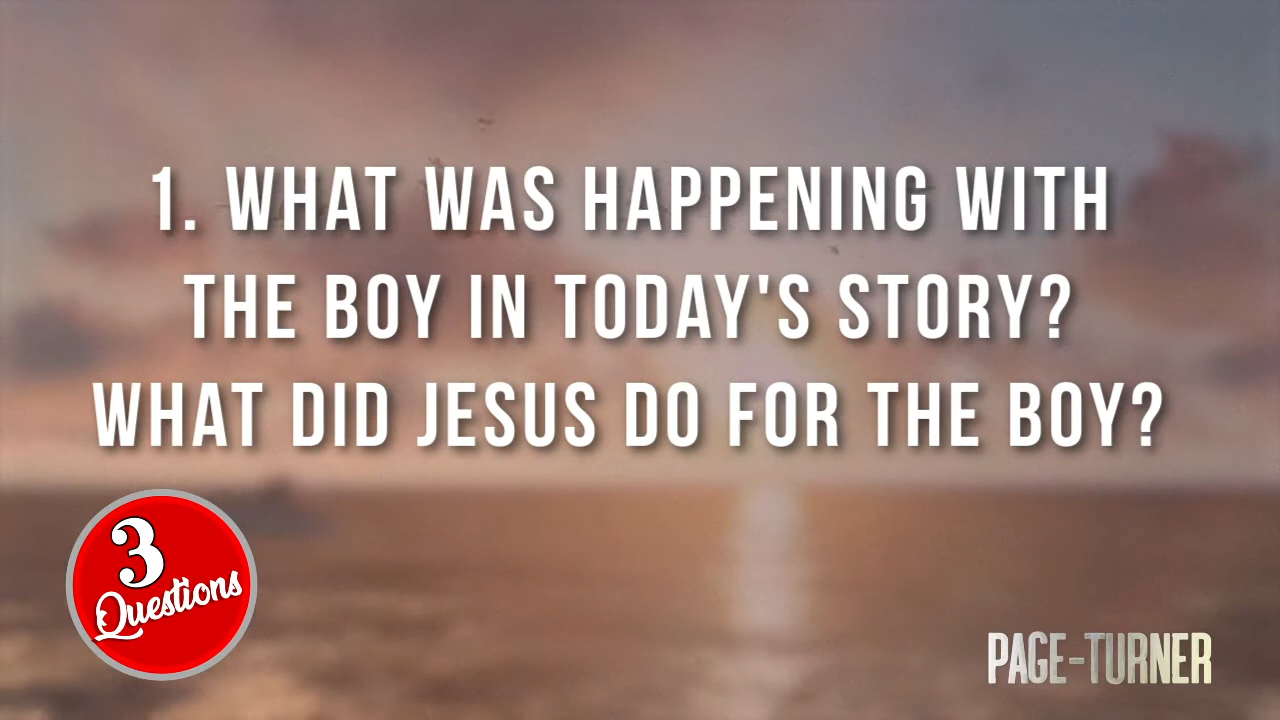 1. WHAT WAS HAPPENING WITH
THE BOY IN TODAY'S STORY?
WHAT DID JESUS DO FOR THE BOY?
3
Questions
PAGE-TURNER